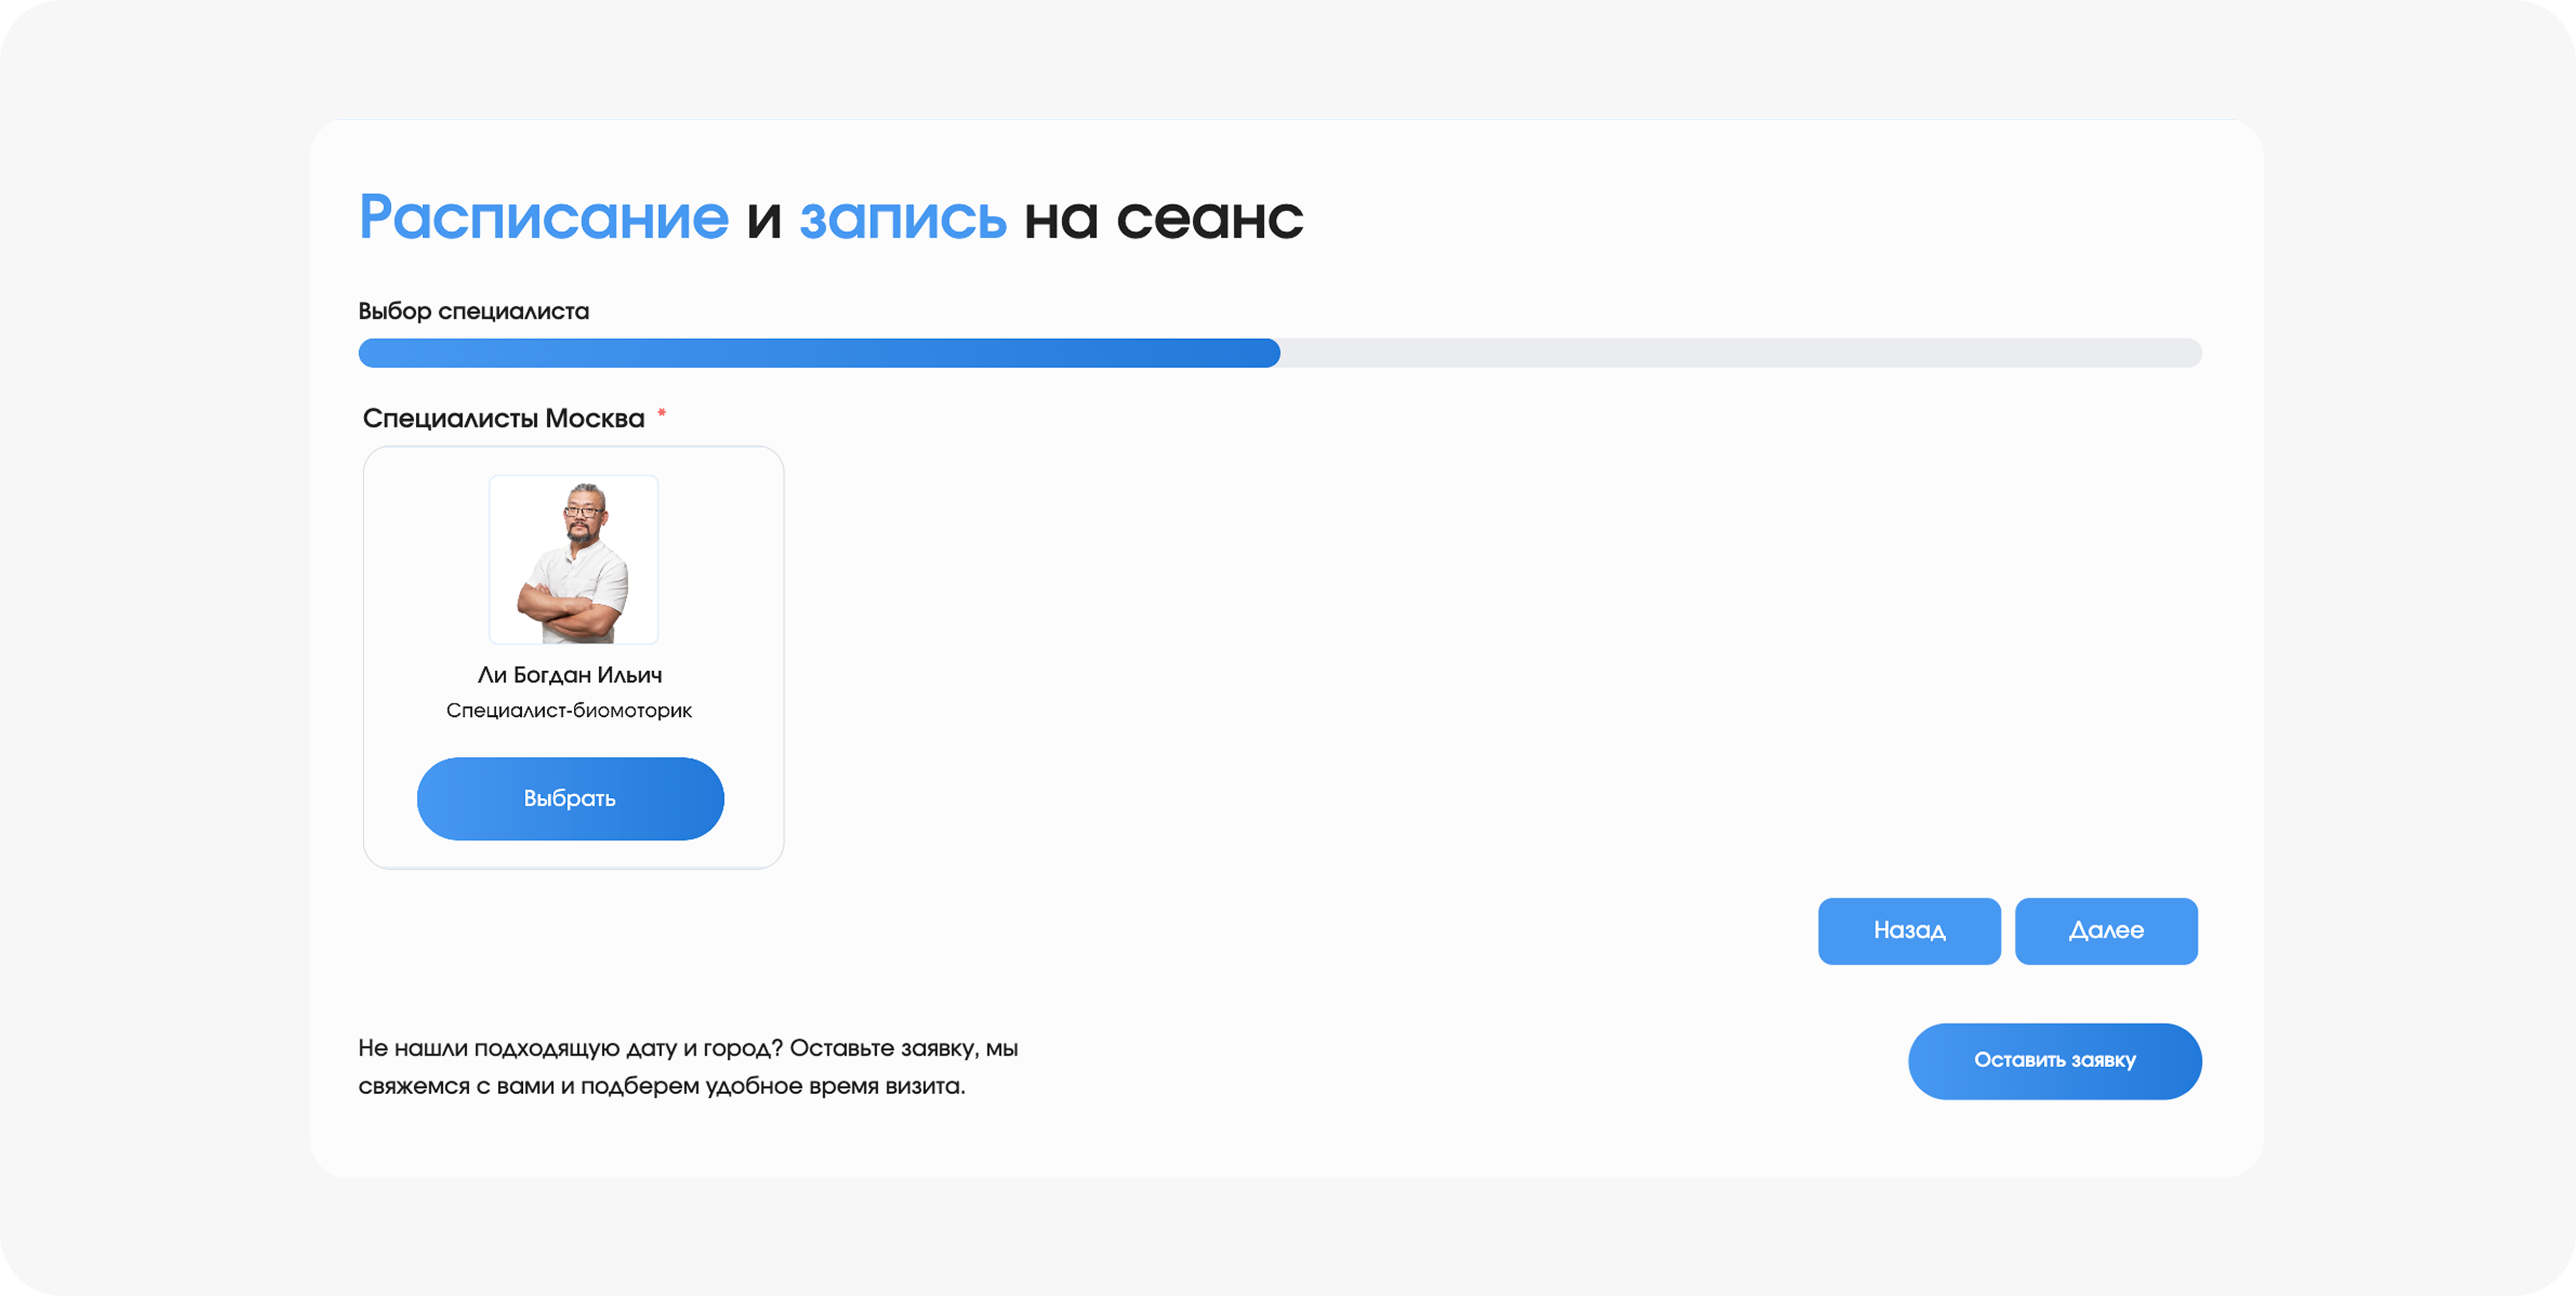 Расписание и запись на сеанс
Выбор специалиста
Специалисты Москва *
Ли Богдан Ильич
Специалист-биомоторик
Выбрать
Назад
Далее
Не нашли подходящую дату и город? Оставьте заявку, мы
свяжемся с вами и подберем удобное время визита.
Оставить заявку